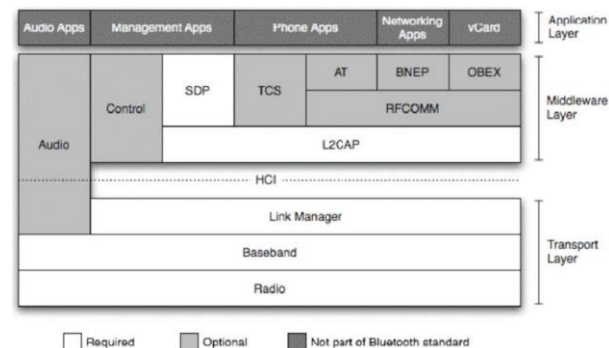 Audio Apps Management Apps Phone Apps Networking Apps vCard
Application Layer
SDP TCS AT BNEP OBEX
Control RFCOMM
Middleware Layer
Audio L2CAP
HCI
Link Manager
Baseband
Transport Layer
Radio
Required Optional Not part of Bluetooth standard